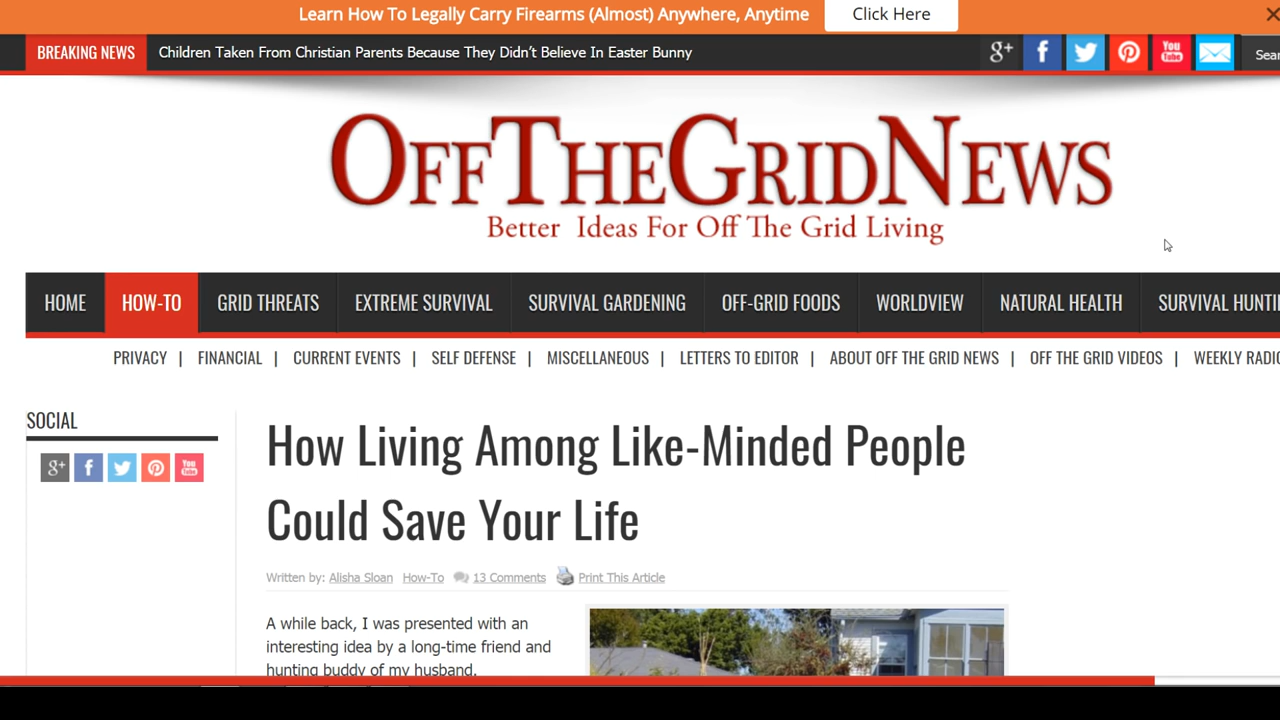 Learn How To Legally Carry Firearms (Almost) Anywhere, Anytime Click Here
BREAKING NEWS Children Taken From Christian Parents Because They Didn't Believe In Easter Bunny
OFFTHEGRIDNEWS
Better Ideas For Off The Grid Living
HOME HOW-TO GRID THREATS EXTREME SURVIVAL SURVIVAL GARDENING OFF-GRID FOODS WORLDVIEW NATURAL HEALTH SURVIVAL
PRIVACY | FINANCIAL | CURRENT EVENTS | SELF DEFENSE | MISCELLANEOUS | LETTERS TO EDITOR | ABOUT OFF THE GRID NEWS | OFF THE GRID VIDEOS | WEEKLY
SOCIAL
How Living Among Like-Minded People
Could Save Your Life
Written by: Alisha Sloan How-To 13 Comments Print This Article
A while back, I was presented with an
interesting idea by a long-time friend and
hunting buddy of my husband.